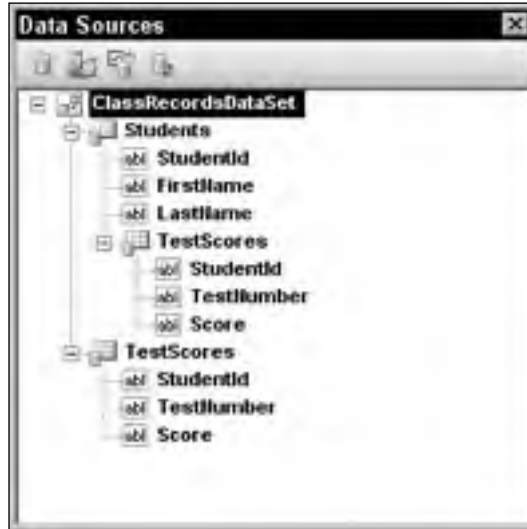 Data Sources
ClassRecordsDataSet
Students
abl StudentId
abl FirstName
abl LastName
TestScores
abl StudentId
abl TestNumber
abl Score
TestScores
abl StudentId
abl TestNumber
abl Score